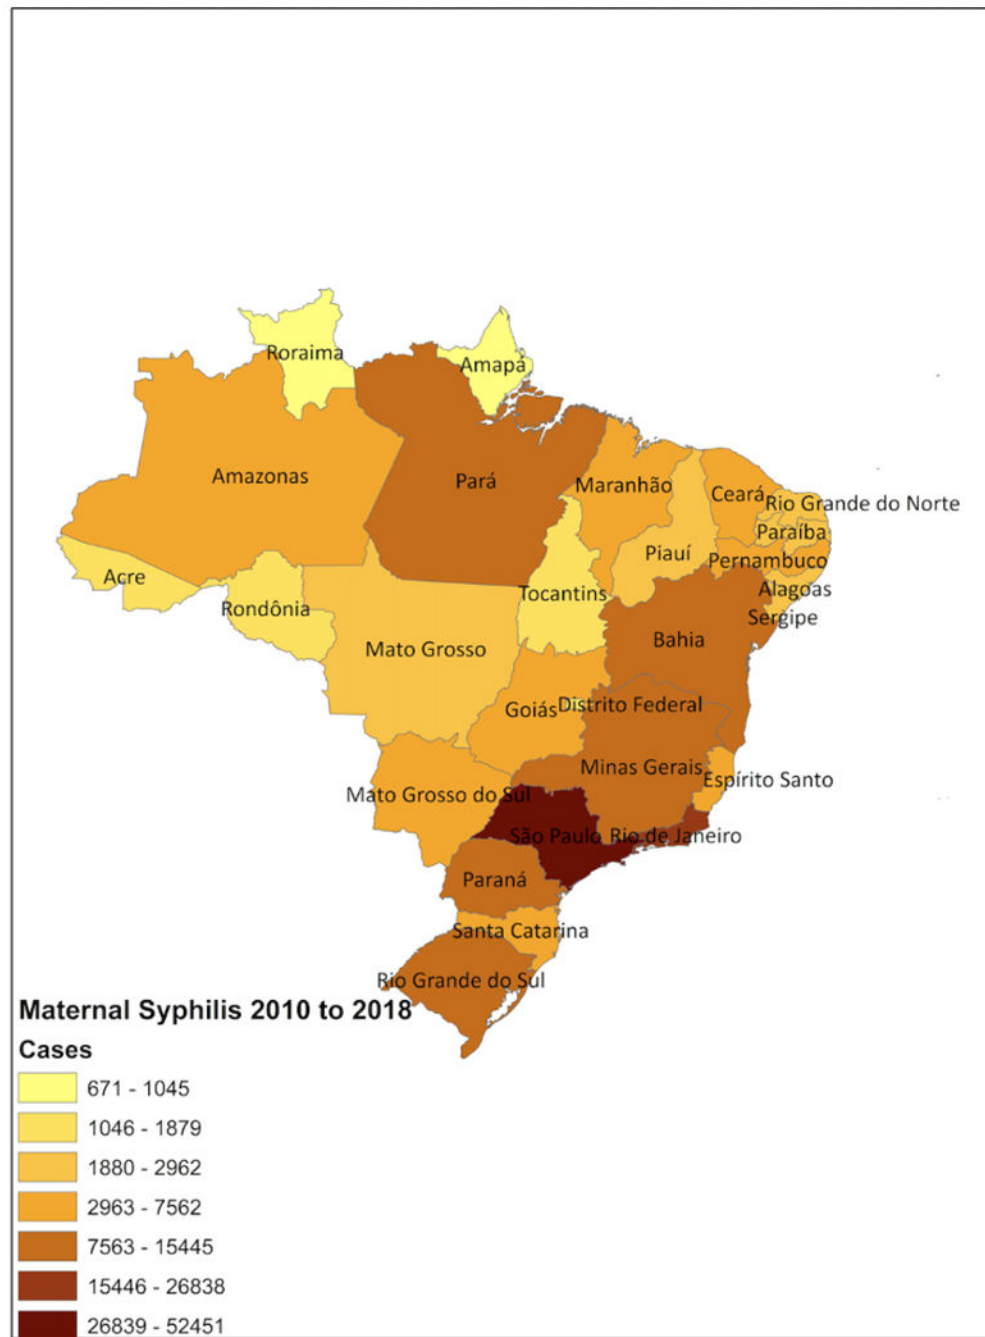 Roraima
Amapá
Amazonas
Pará
Maranhão
Ceará
Rio Grande do Norte
Paraíba
Piauí
Pernambuco
Acre
Rondônia
Tocantins
Alagoas
Sergipe
Mato Grosso
Bahia
Goiás
Distrito Federal
Minas Gerais
Espírito Santo
Mato Grosso do Sul
São Paulo
Rio de Janeiro
Paraná
Santa Catarina
Rio Grande do Sul
Maternal Syphilis 2010 to 2018
Cases
671 - 1045
1046 - 1879
1880 - 2962
2963 - 7562
7563 - 15445
15446 - 26838
26839 - 52451